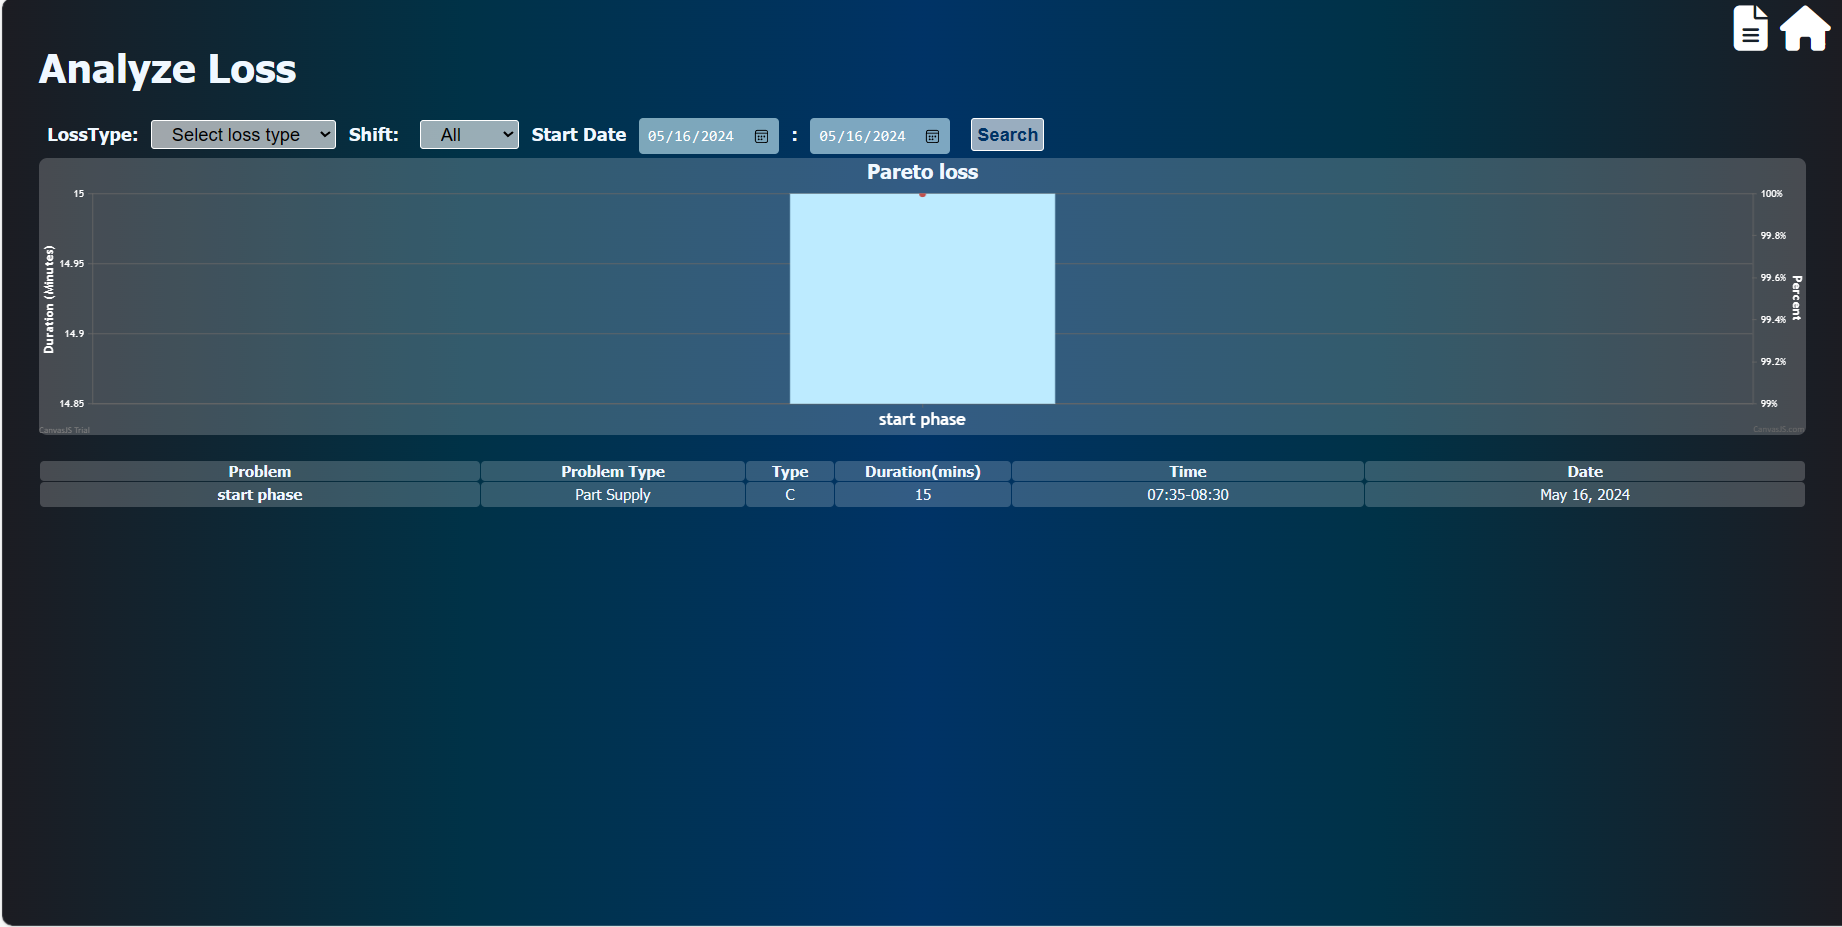 Analyze Loss
LossType: Select loss type Shift: All Start Date 05/16/2024 : 05/16/2024 Search
Pareto loss
15
14.95
14.9
14.85
Duration (Minutes)
100%
99.8%
99.6%
99.4%
99.2%
99%
Percent
start phase
CanvasJS Trial
CanvasJS.com
Problem Problem Type Type Duration(mins) Time Date
start phase Part Supply C 15 07:35-08:30 May 16, 2024